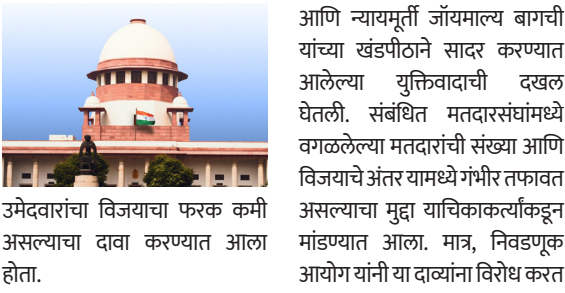 उमेदवारांचा विजयाचा फरक कमी
असल्याचा दावा करण्यात आला
होता.
आणि न्यायमूर्ती जॉयमाल्य बागची
यांच्या खंडपीठाने सादर करण्यात
आलेल्या युक्तिवादाची दखल
घेतली. संबंधित मतदारसंघांमध्ये
वगळलेल्या मतदारांची संख्या आणि
विजयाचे अंतर यामध्ये गंभीर तफावत
असल्याचा मुद्दा याचिकाकर्त्यांकडून
मांडण्यात आला. मात्र, निवडणूक
आयोग यांनी या दाव्यांना विरोध करत